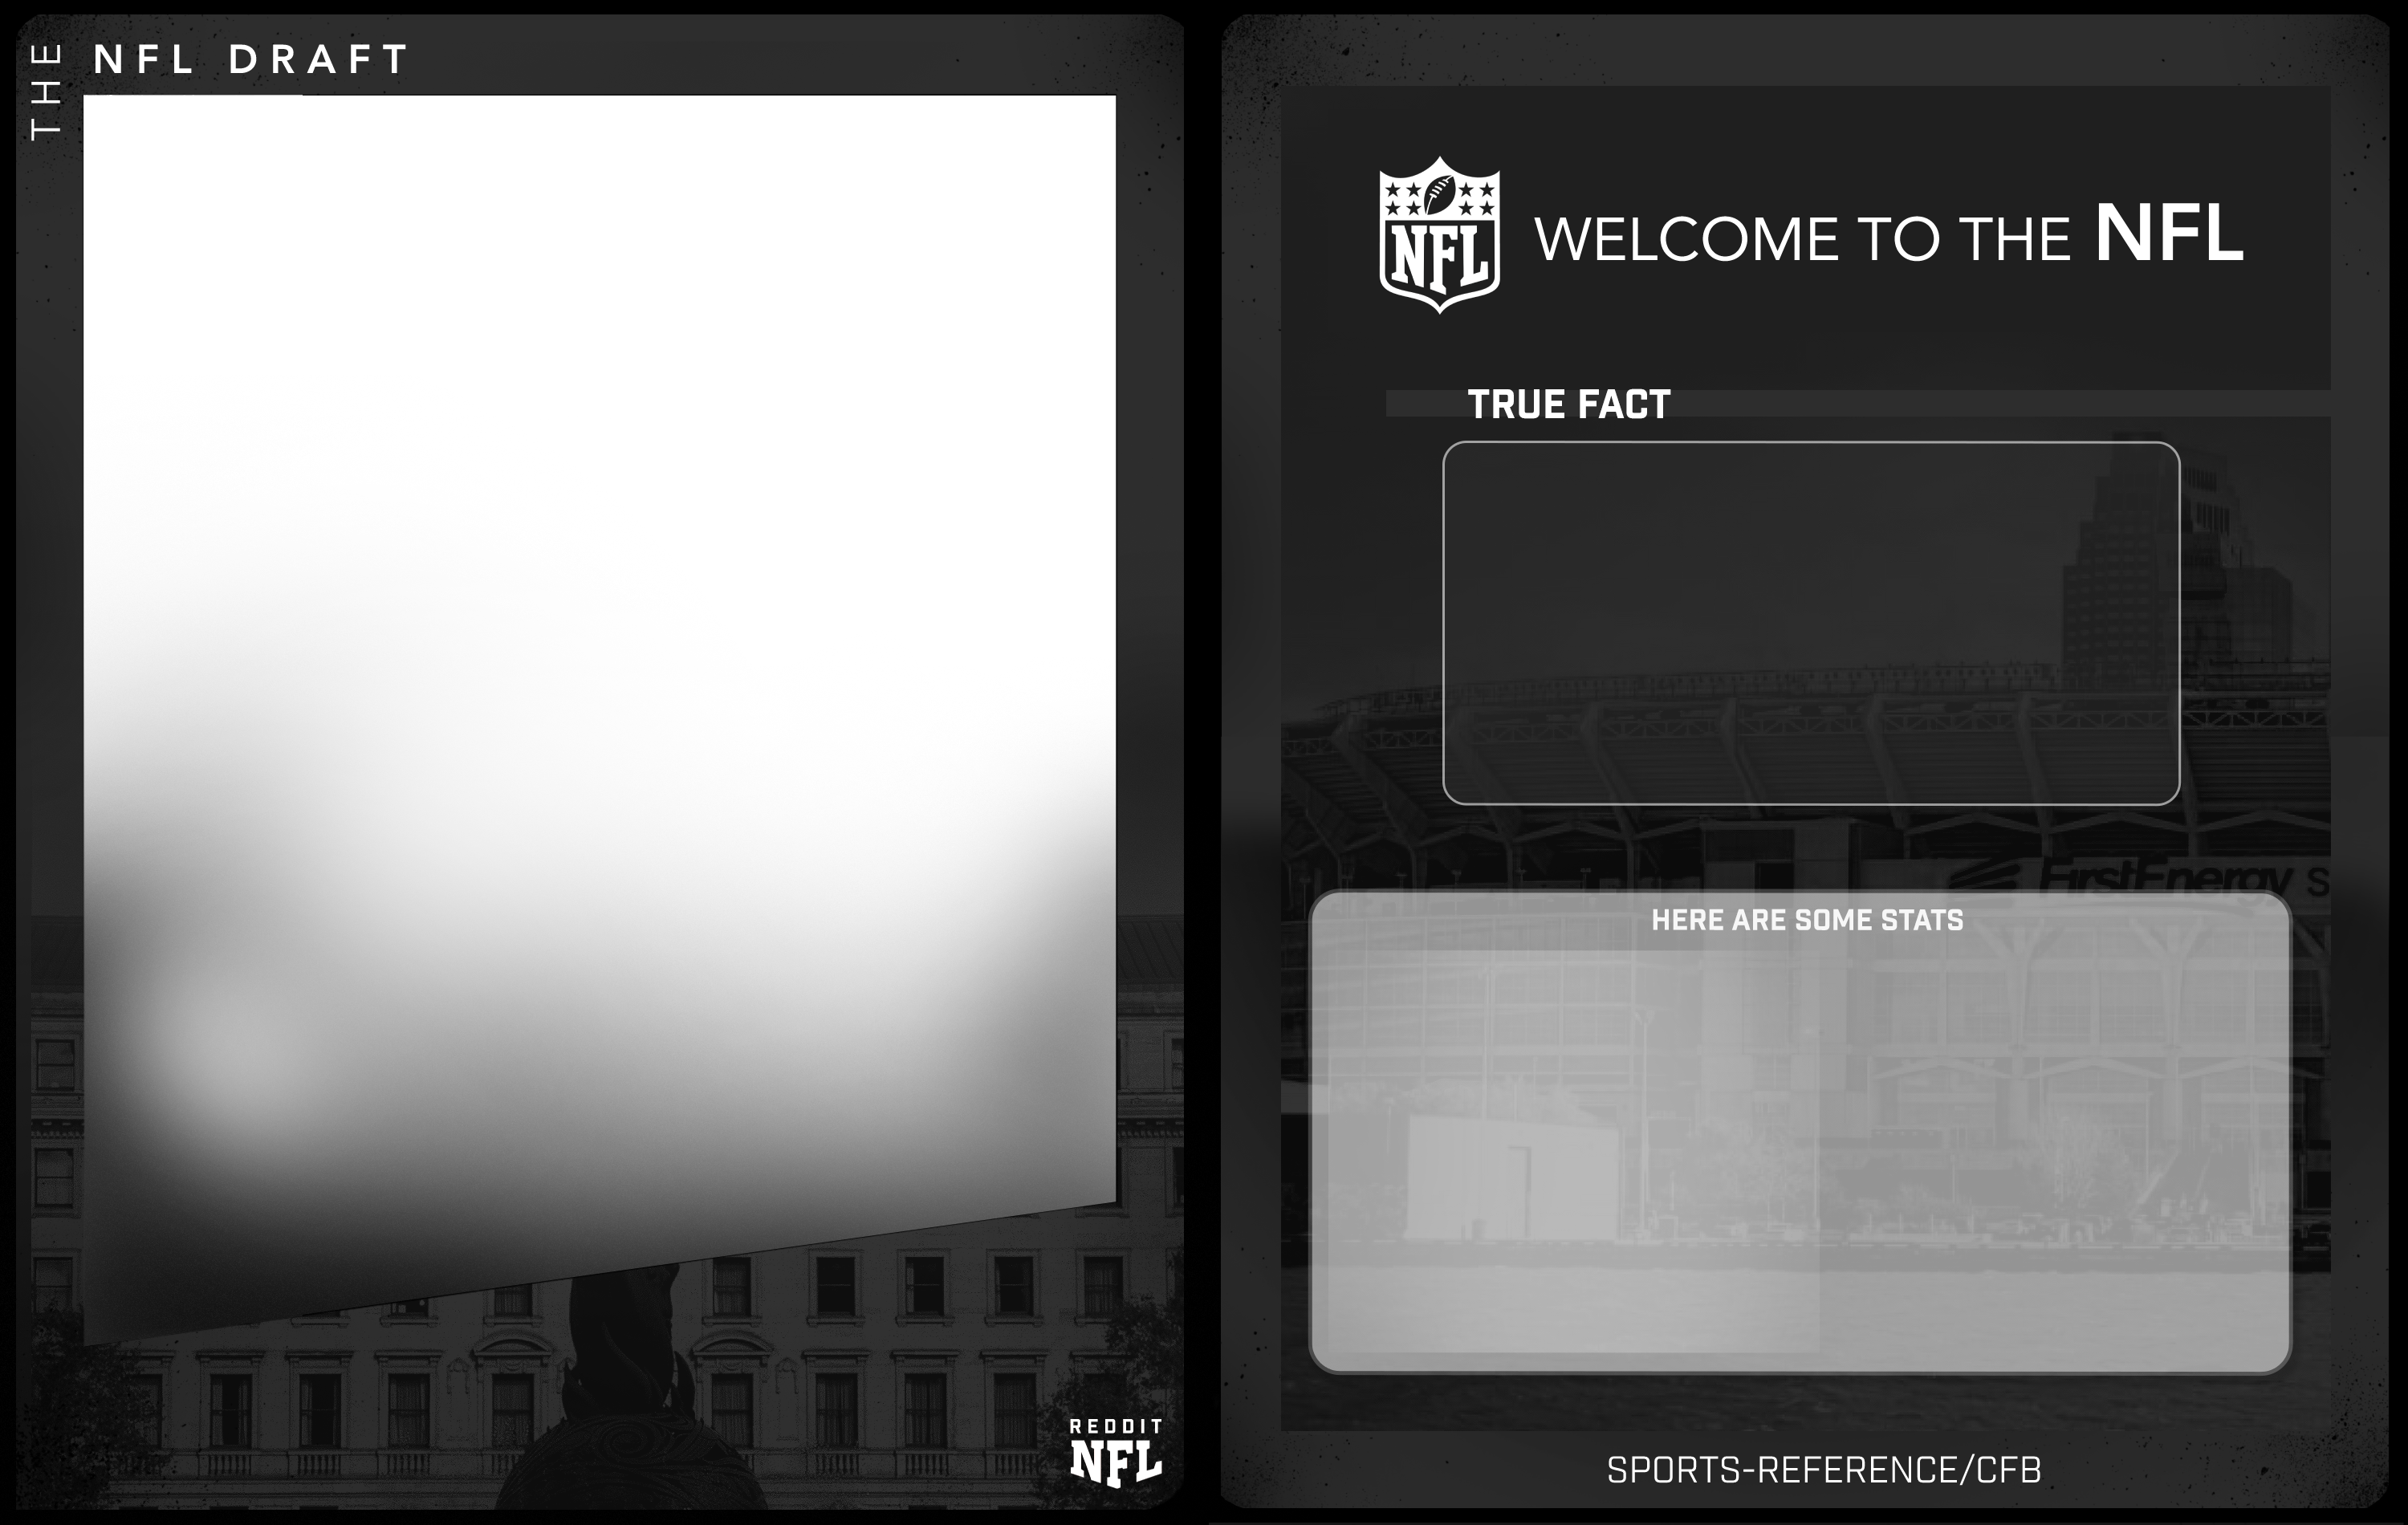 THE
NFL DRAFT
REDDIT
NFL
NFL
WELCOME TO THE NFL
TRUE FACT
FirstEnergy S
HERE ARE SOME STATS
SPORTS-REFERENCE/CFB